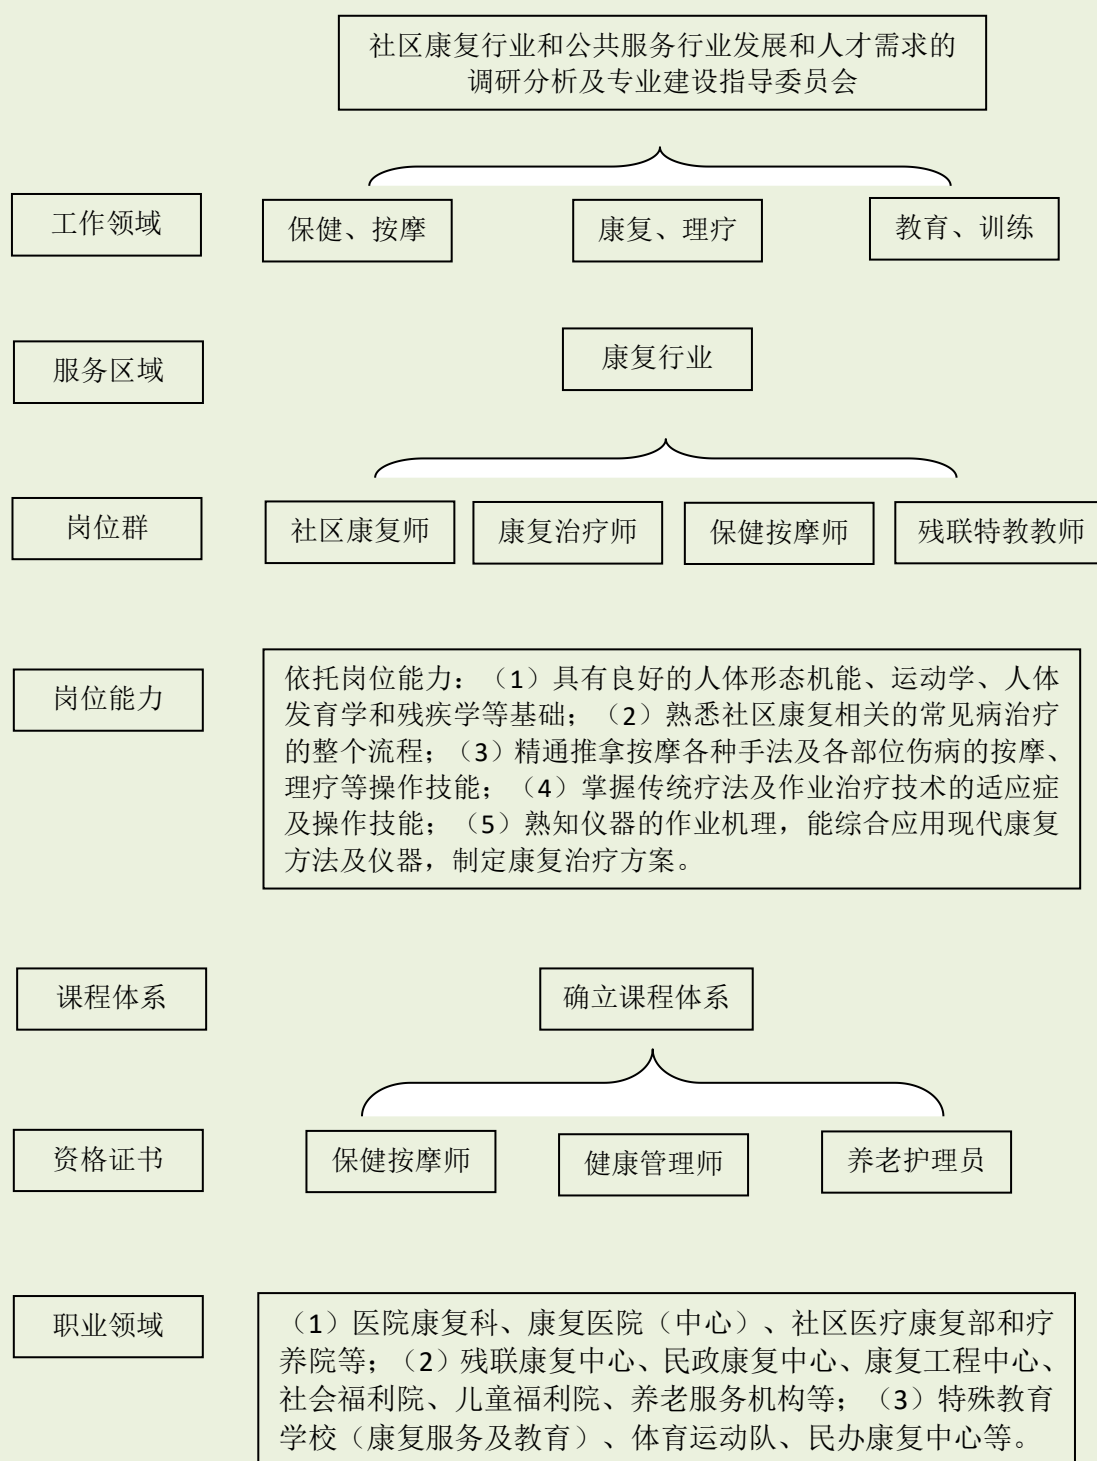 社区康复行业和公共服务行业发展和人才需求的
调研分析及专业建设指导委员会
工作领域
保健、按摩
康复、理疗
教育、训练
服务区域
康复行业
岗位群
社区康复师
康复治疗师
保健按摩师
残联特教教师
岗位能力
依托岗位能力：（1）具有良好的人体形态机能、运动学、人体
发育学和残疾学等基础；（2）熟悉社区康复相关的常见病治疗
的整个流程；（3）精通推拿按摩各种手法及各部位伤病的按摩、
理疗等操作技能；（4）掌握传统疗法及作业治疗技术的适应症
及操作技能；（5）熟知仪器的作业机理，能综合应用现代康复
方法及仪器，制定康复治疗方案。
课程体系
确立课程体系
资格证书
保健按摩师
健康管理师
养老护理员
职业领域
（1）医院康复科、康复医院（中心）、社区医疗康复部和疗
养院等；（2）残联康复中心、民政康复中心、康复工程中心、
社会福利院、儿童福利院、养老服务机构等；（3）特殊教育
学校（康复服务及教育）、体育运动队、民办康复中心等。